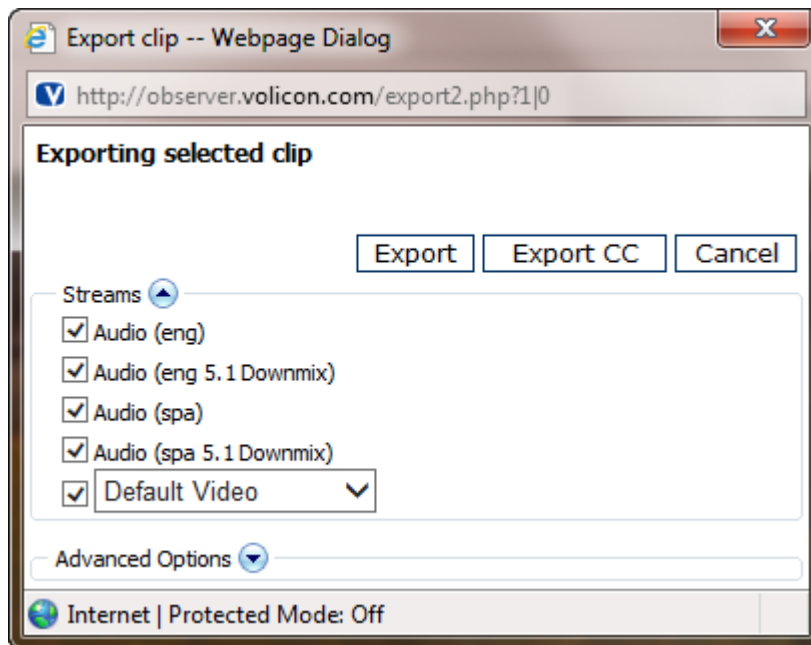 Export clip -- Webpage Dialog
http://observer.volicon.com/export2.php?1|0
Exporting selected clip
Export Export CC Cancel
Streams
Audio (eng)
Audio (eng 5.1 Downmix)
Audio (spa)
Audio (spa 5.1 Downmix)
Default Video
Advanced Options
Internet | Protected Mode: Off